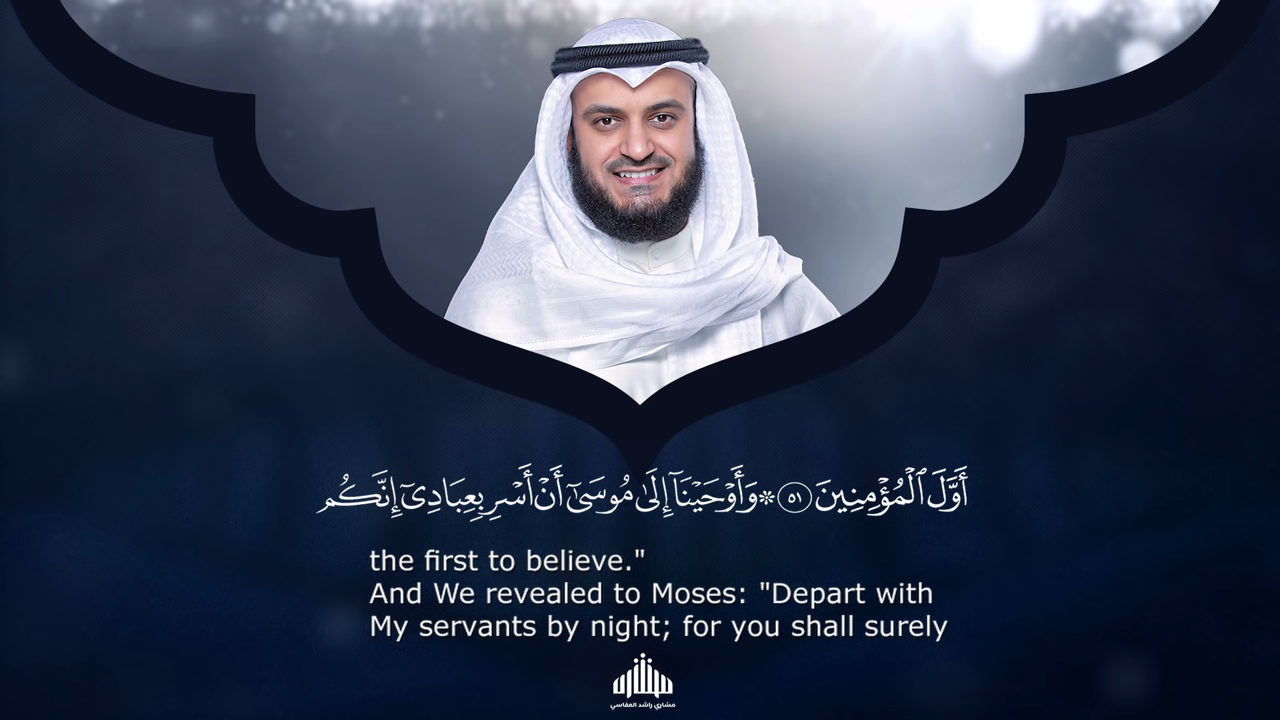 أَوَّلَ ٱلْمُؤْمِنِينَ ٥١ ۞ وَأَوْحَيْنَآ إِلَىٰ مُوسَىٰٓ أَنْ أَسْرِ بِعِبَادِىٓ إِنَّكُم
the first to believe."
And We revealed to Moses: "Depart with
My servants by night; for you shall surely
مشاري راشد العفاسي